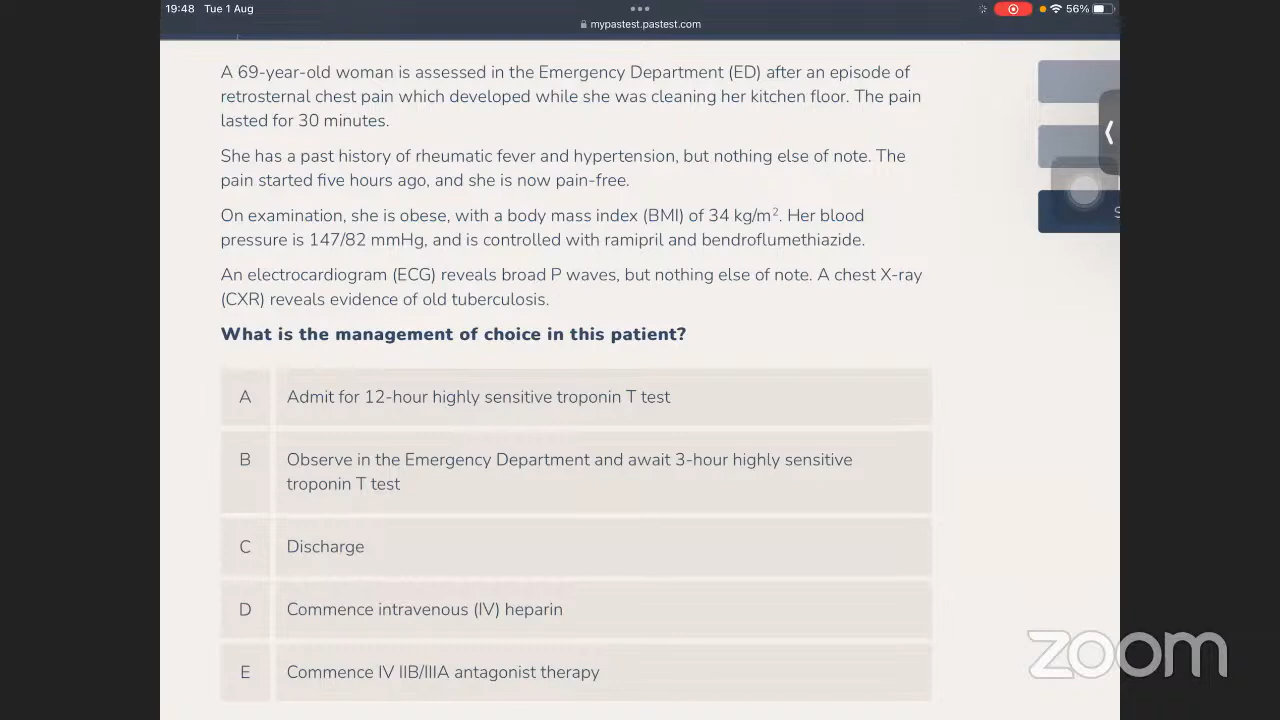 19:48 Tue 1 Aug
56%
mypastest.pastest.com
A 69-year-old woman is assessed in the Emergency Department (ED) after an episode of
retrosternal chest pain which developed while she was cleaning her kitchen floor. The pain
lasted for 30 minutes.
She has a past history of rheumatic fever and hypertension, but nothing else of note. The
pain started five hours ago, and she is now pain-free.
On examination, she is obese, with a body mass index (BMI) of 34 kg/m². Her blood
pressure is 147/82 mmHg, and is controlled with ramipril and bendroflumethiazide.
An electrocardiogram (ECG) reveals broad P waves, but nothing else of note. A chest X-ray
(CXR) reveals evidence of old tuberculosis.
What is the management of choice in this patient?
A Admit for 12-hour highly sensitive troponin T test
B Observe in the Emergency Department and await 3-hour highly sensitive
troponin T test
C Discharge
D Commence intravenous (IV) heparin
E Commence IV IIB/IIIA antagonist therapy
S
zoom